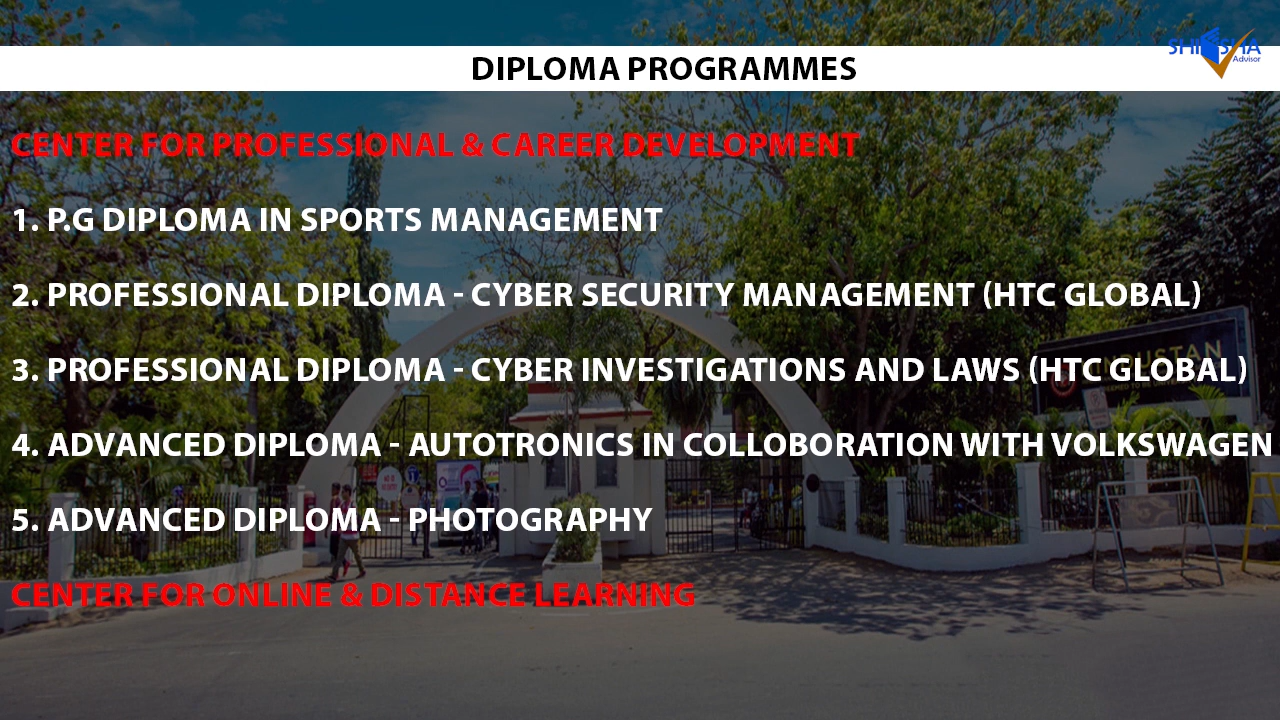 DIPLOMA PROGRAMMES
SHIKSHA
Advisor
CENTER FOR PROFESSIONAL & CAREER DEVELOPMENT
1. P.G DIPLOMA IN SPORTS MANAGEMENT
2. PROFESSIONAL DIPLOMA - CYBER SECURITY MANAGEMENT (HTC GLOBAL)
3. PROFESSIONAL DIPLOMA - CYBER INVESTIGATIONS AND LAWS (HTC GLOBAL)
4. ADVANCED DIPLOMA - AUTOTRONICS IN COLLOBORATION WITH VOLKSWAGEN
5. ADVANCED DIPLOMA - PHOTOGRAPHY
CENTER FOR ONLINE & DISTANCE LEARNING